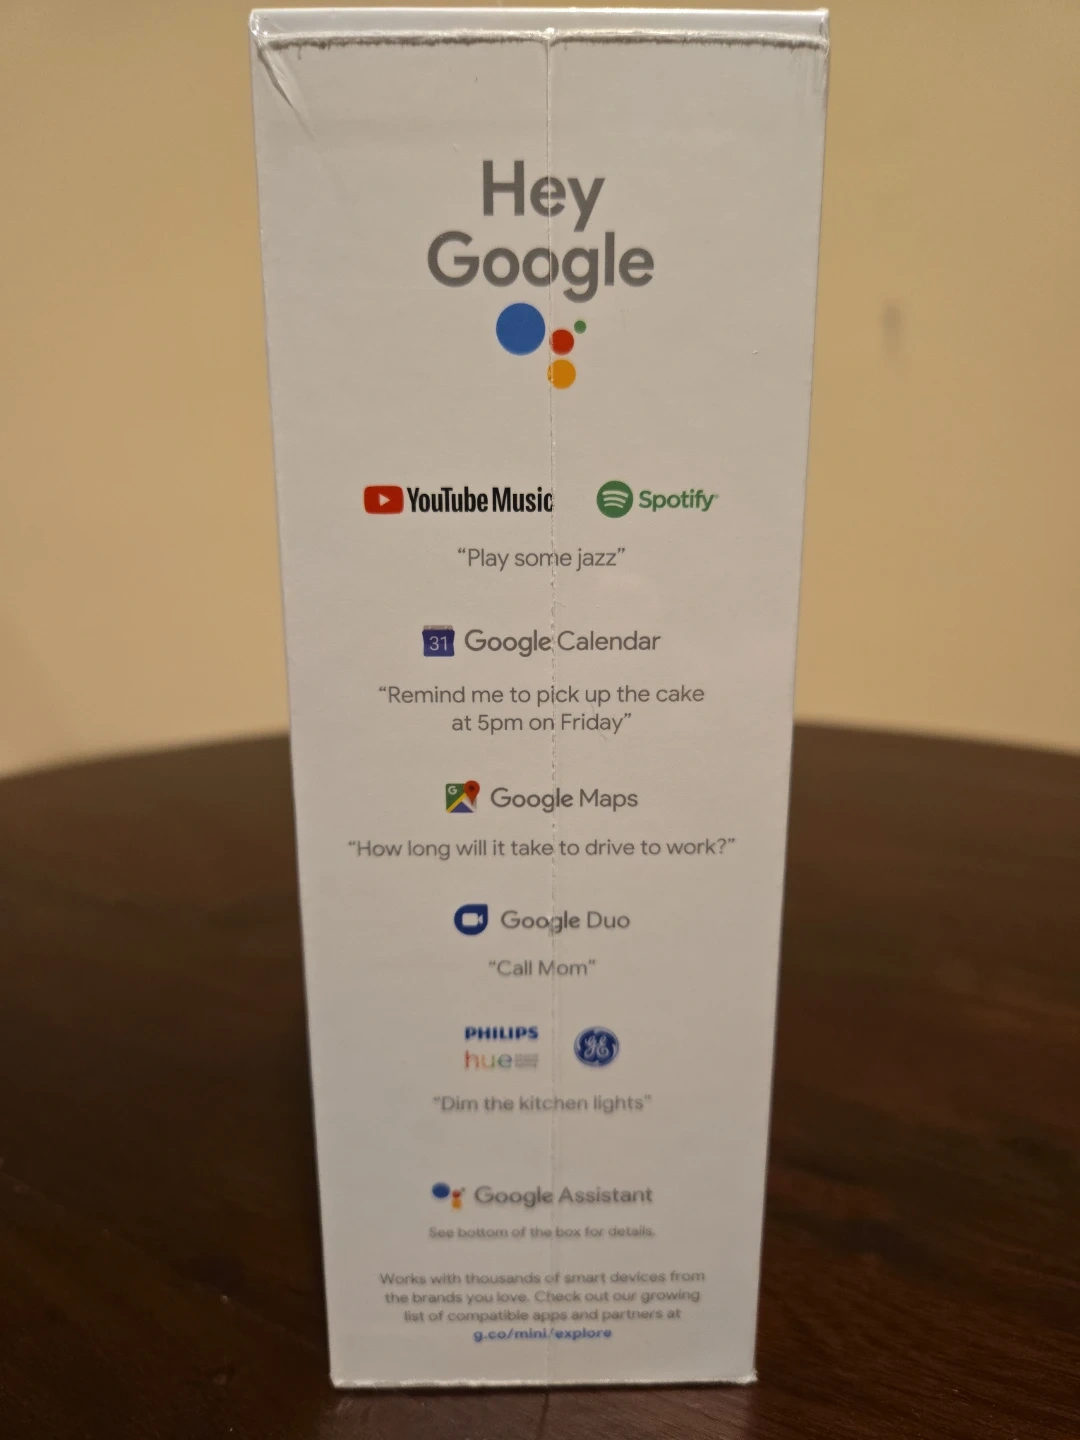 Hey
Google
YouTube Music
Spotify
“Play some jazz”
31 Google Calendar
“Remind me to pick up the cake
at 5pm on Friday”
G Google Maps
“How long will it take to drive to work?”
Google Duo
“Call Mom”
PHILIPS
hue
GE
“Dim the kitchen lights”
Google Assistant
See bottom of the box for details.
Works with thousands of smart devices from
the brands you love. Check out our growing
list of compatible apps and partners at
g.co/mini/explore